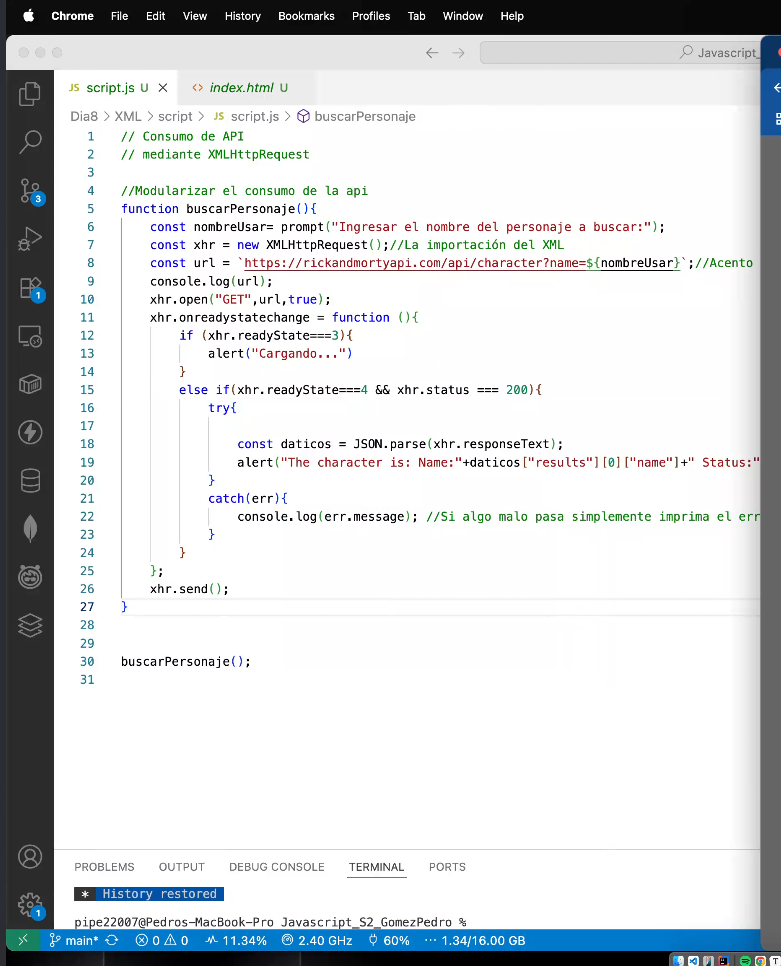 Chrome File Edit View History Bookmarks Profiles Tab Window Help
Javascript_
JS script.js U
<> index.html U
Dia8 > XML > script > JS script.js > buscarPersonaje
1 // Consumo de API
2 // mediante XMLHttpRequest
3
4 //Modularizar el consumo de la api
5 function buscarPersonaje(){
6 const nombreUsar= prompt("Ingresar el nombre del personaje a buscar:");
7 const xhr = new XMLHttpRequest();//La importación del XML
8 const url = `https://rickandmortyapi.com/api/character?name=${nombreUsar}`;//Acento
9 console.log(url);
10 xhr.open("GET",url,true);
11 xhr.onreadystatechange = function (){
12 if (xhr.readyState===3){
13 alert("Cargando...")
14 }
15 else if(xhr.readyState===4 && xhr.status === 200){
16 try{
17
18 const daticos = JSON.parse(xhr.responseText);
19 alert("The character is: Name:"+daticos["results"][0]["name"]+" Status:"
20 }
21 catch(err){
22 console.log(err.message); //Si algo malo pasa simplemente imprima el err
23 }
24 }
25 };
26 xhr.send();
27 }
28
29
30 buscarPersonaje();
31
3
1
1
PROBLEMS OUTPUT DEBUG CONSOLE TERMINAL PORTS
* History restored
pipe22007@Pedros-MacBook-Pro Javascript_S2_GomezPedro %
main* 0 0 11.34% 2.40 GHz 60% ··· 1.34/16.00 GB